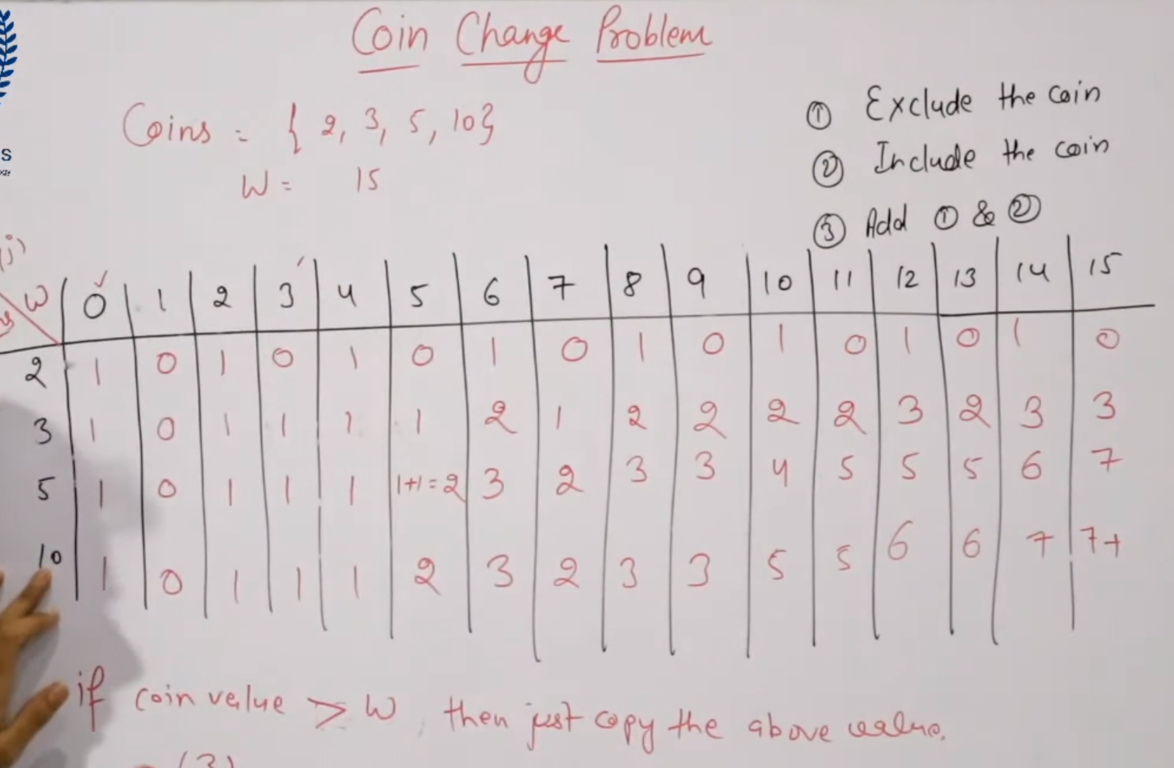 Coin Change Problem
Coins = { 2, 3, 5, 10}
W = 15
① Exclude the coin
② Include the coin
③ Add ① & ②
S
W 0 1 2 3 4 5 6 7 8 9 10 11 12 13 14 15
2 1 0 1 0 1 0 1 0 1 0 1 0 1 0 1 0
3 1 0 1 1 1 1 2 1 2 2 2 2 3 2 3 3
5 1 0 1 1 1 1+1=2 3 2 3 3 4 5 5 5 6 7
10 1 0 1 1 1 2 3 2 3 3 5 5 6 6 7 7+
if coin value > W, then just copy the above value.